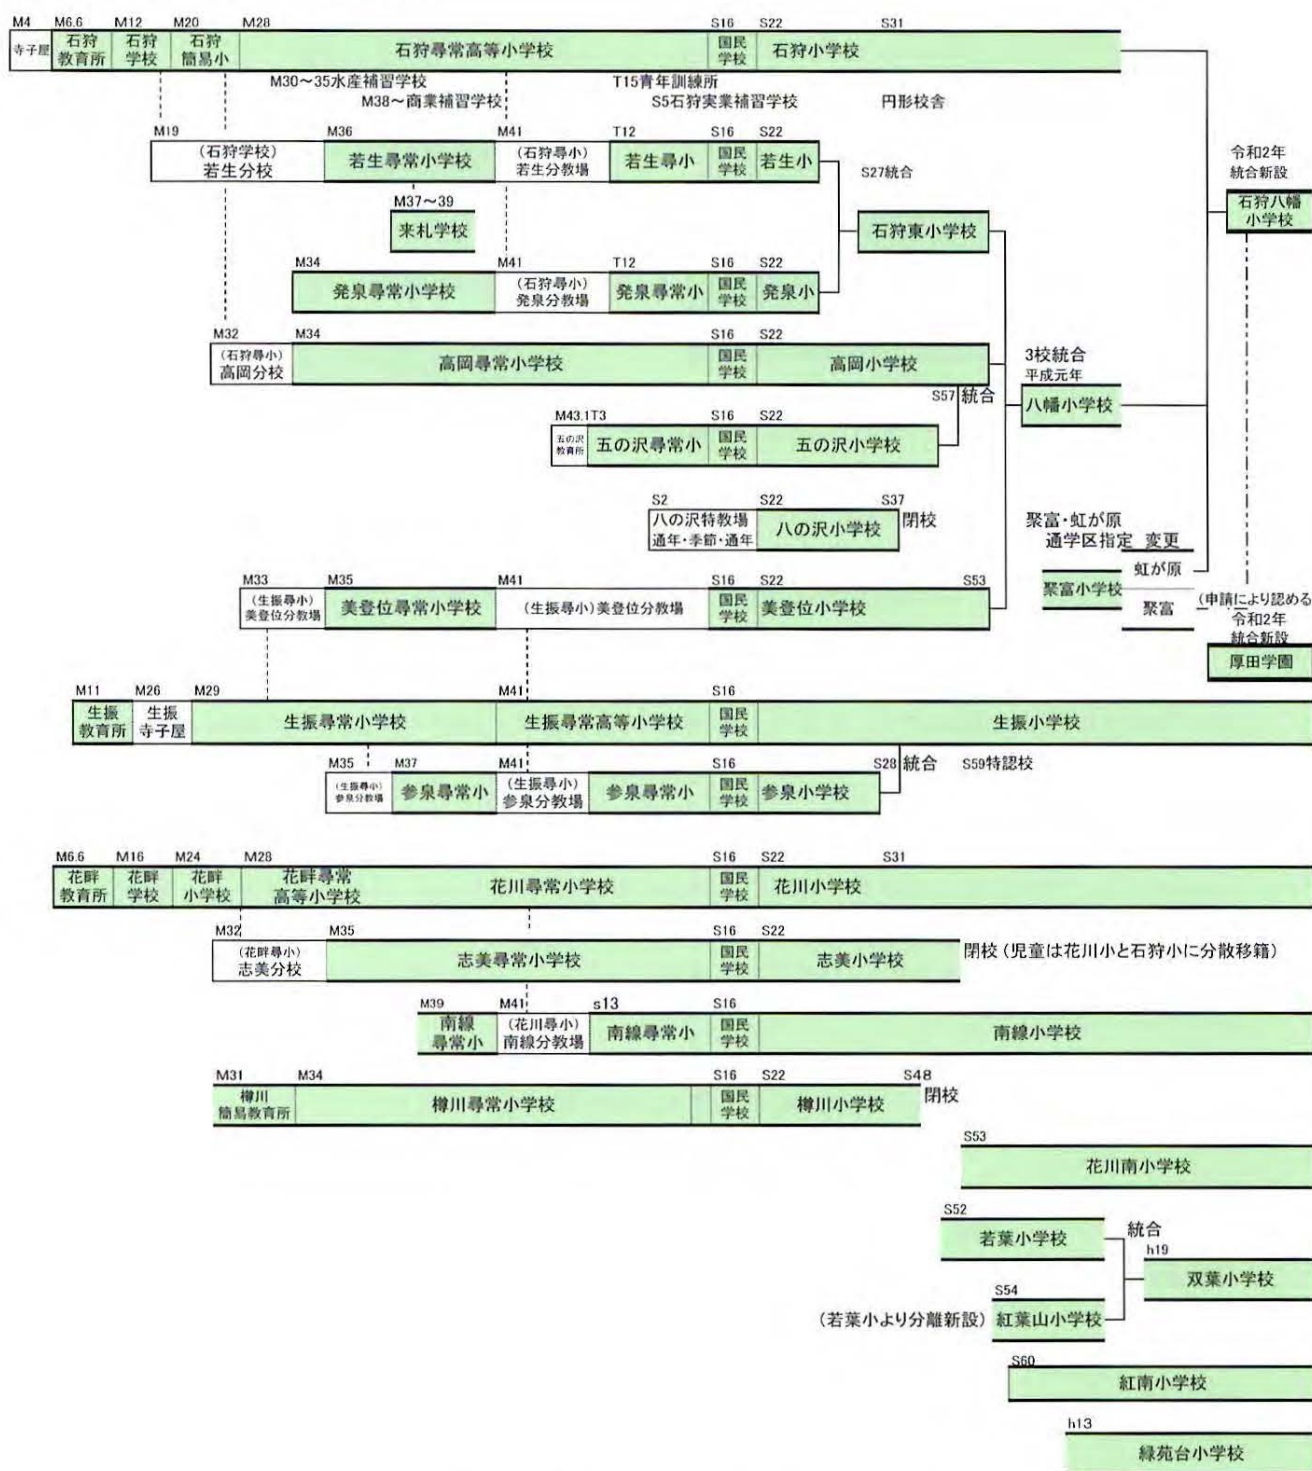 M4 M6.6 M12 M20 M28 S16 S22 S31
寺子屋 石狩教育所 石狩学校 石狩簡易小 石狩尋常高等小学校 国民学校 石狩小学校
M30～35水産補習学校 T15青年訓練所
M38～商業補習学校 S5石狩実業補習学校 円形校舎
M19 M36 M41 T12 S16 S22
(石狩学校)若生分校 若生尋常小学校 (石狩尋小)若生分教場 若生尋小 国民学校 若生小
S27統合
令和2年
統合新設
石狩八幡
小学校
M37～39
来札学校
石狩東小学校
M34 M41 T12 S16 S22
発泉尋常小学校 (石狩尋小)発泉分教場 発泉尋常小 国民学校 発泉小
M32 M34 S16 S22
(石狩尋小)高岡分校 高岡尋常小学校 国民学校 高岡小学校
3校統合
平成元年
八幡小学校
S57 統合
M43.1T3 S16 S22
五の沢教育所 五の沢尋常小 国民学校 五の沢小学校
S2 S22 S37
八の沢特教場 八の沢小学校 閉校
通年・季節・通年
聚富・虹が原
通学区指定 変更
虹が原
聚富小学校
聚富
(申請により認める
令和2年
統合新設
厚田学園
M33 M35 M41 S16 S22 S53
(生振尋小)美登位分教場 美登位尋常小学校 (生振尋小)美登位分教場 国民学校 美登位小学校
M11 M26 M29 M41 S16
生振教育所 生振寺子屋 生振尋常小学校 生振尋常高等小学校 国民学校 生振小学校
M35 M37 M41 S16 S28 統合 S59特認校
(生振尋小)参泉分教場 参泉尋常小 (生振尋小)参泉分教場 参泉尋常小 国民学校 参泉小学校
M6.6 M16 M24 M28 S16 S22 S31
花畔教育所 花畔学校 花畔小学校 花畔尋常高等小学校 花川尋常小学校 国民学校 花川小学校
M32 M35 S16 S22
(花畔尋小)志美分校 志美尋常小学校 国民学校 志美小学校 閉校(児童は花川小と石狩小に分散移籍)
M39 M41 s13 S16
南線尋常小 (花川尋小)南線分教場 南線尋常小 国民学校 南線小学校
M31 M34 S16 S22 S48
樽川簡易教育所 樽川尋常小学校 国民学校 樽川小学校 閉校
S53
花川南小学校
S52
若葉小学校
統合
h19
双葉小学校
S54
(若葉小より分離新設) 紅葉山小学校
S60
紅南小学校
h13
緑苑台小学校